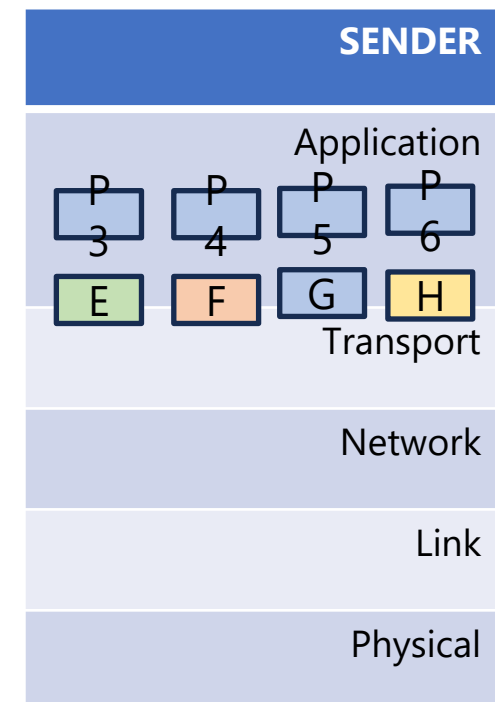 SENDER
Application
P P P P
3 4 5 6
E F G H
Transport
Network
Link
Physical